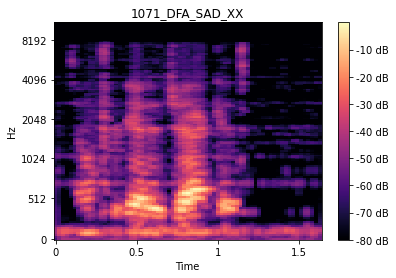 1071_DFA_SAD_XX
8192
4096
2048
1024
512
0
Hz
0
0.5
1
1.5
Time
-10 dB
-20 dB
-30 dB
-40 dB
-50 dB
-60 dB
-70 dB
-80 dB